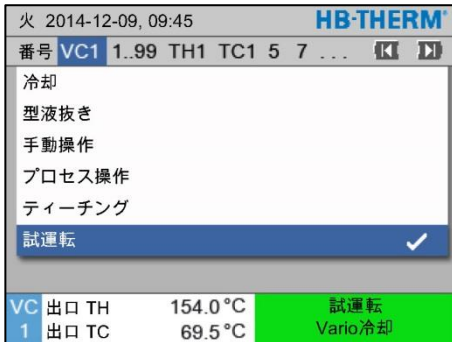 火 2014-12-09, 09:45 HB-THERM®
番号 VC1 1..99 TH1 TC1 5 7 ...
冷却
型液抜き
手動操作
プロセス操作
ティーチング
試運転
VC 出口 TH 154.0°C 試運転
1 出口 TC 69.5°C Vario冷却